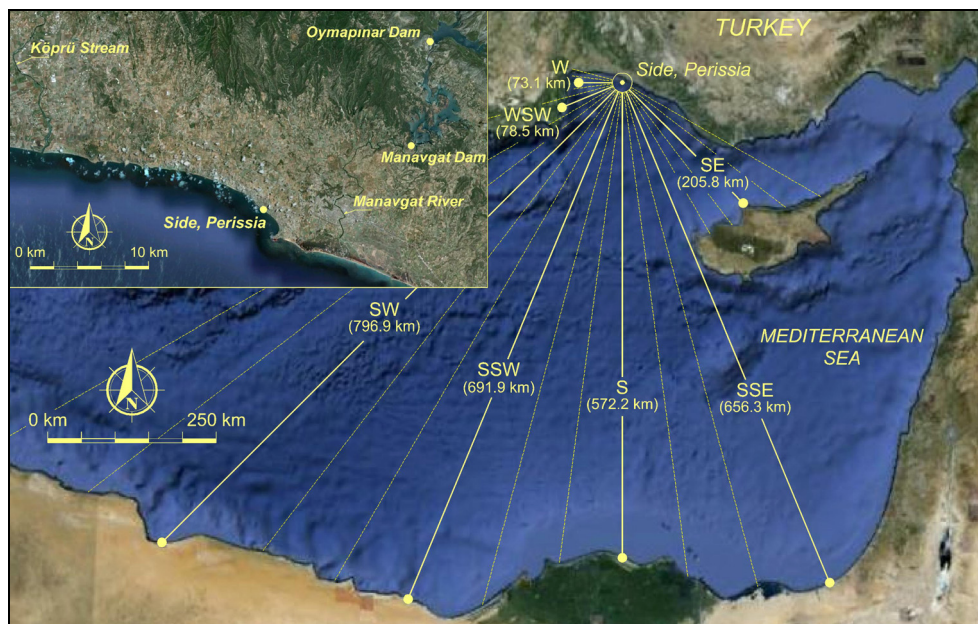 Oymapınar Dam
Köprü Stream
Manavgat Dam
Manavgat River
Side, Perissia
N
0 km
10 km
TURKEY
Side, Perissia
W
(73.1 km)
WSW
(78.5 km)
SE
(205.8 km)
SW
(796.9 km)
SSW
(691.9 km)
S
(572.2 km)
SSE
(656.3 km)
MEDITERRANEAN
SEA
N
0 km
250 km